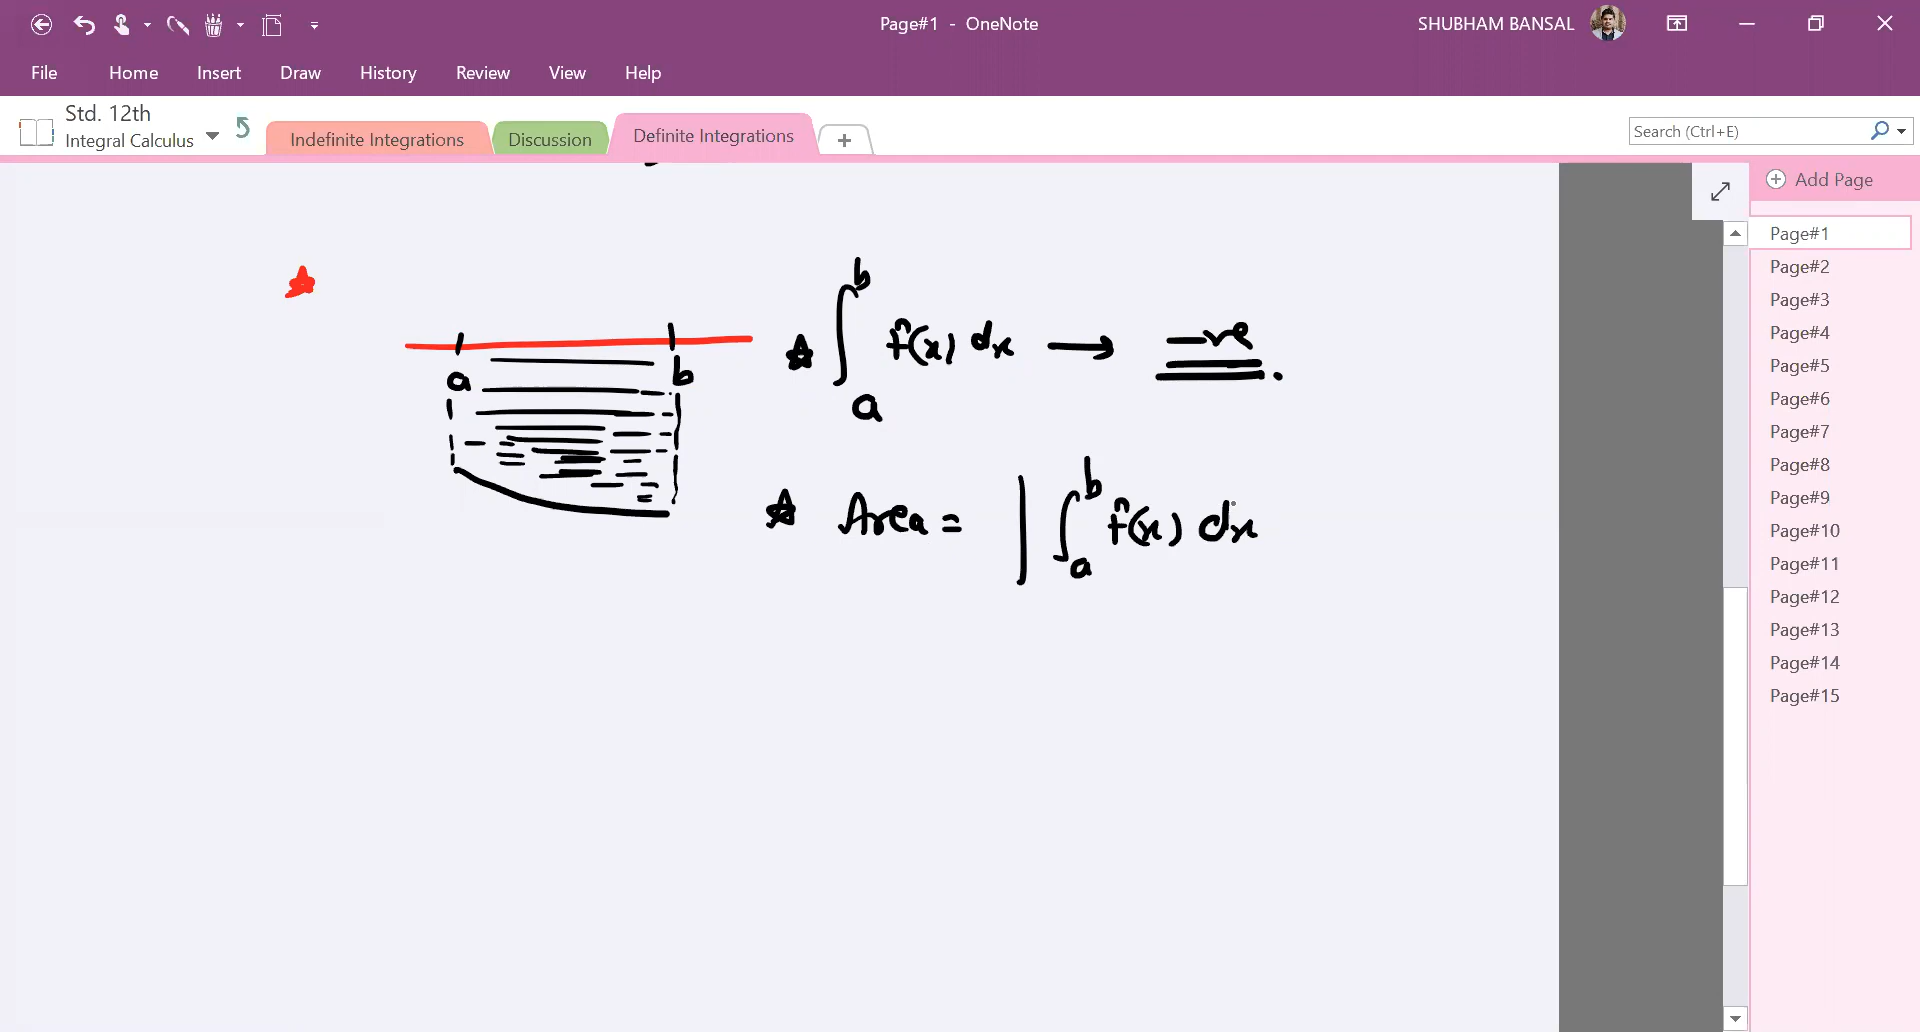 Page#1 - OneNote
SHUBHAM BANSAL
File Home Insert Draw History Review View Help
Std. 12th
Integral Calculus
Indefinite Integrations
Discussion
Definite Integrations
+
Search (Ctrl+E)
Add Page
Page#1
Page#2
Page#3
Page#4
Page#5
Page#6
Page#7
Page#8
Page#9
Page#10
Page#11
Page#12
Page#13
Page#14
Page#15
a b
∫_a^b f(x) dx → -ve.
Area = | ∫_a^b f(x) dx